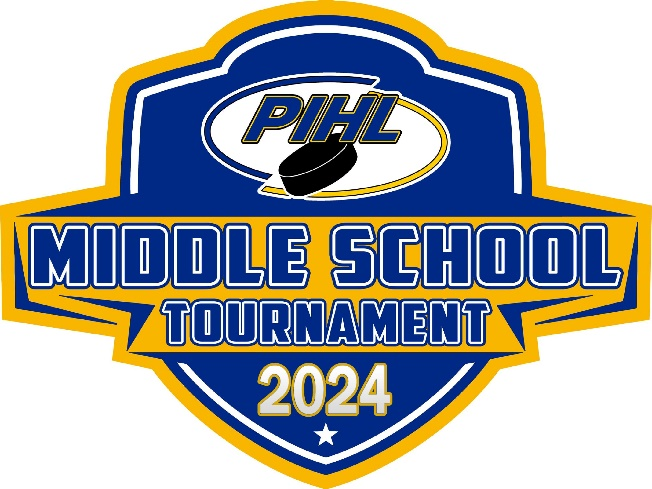 PIHL
MIDDLE SCHOOL
TOURNAMENT
2024